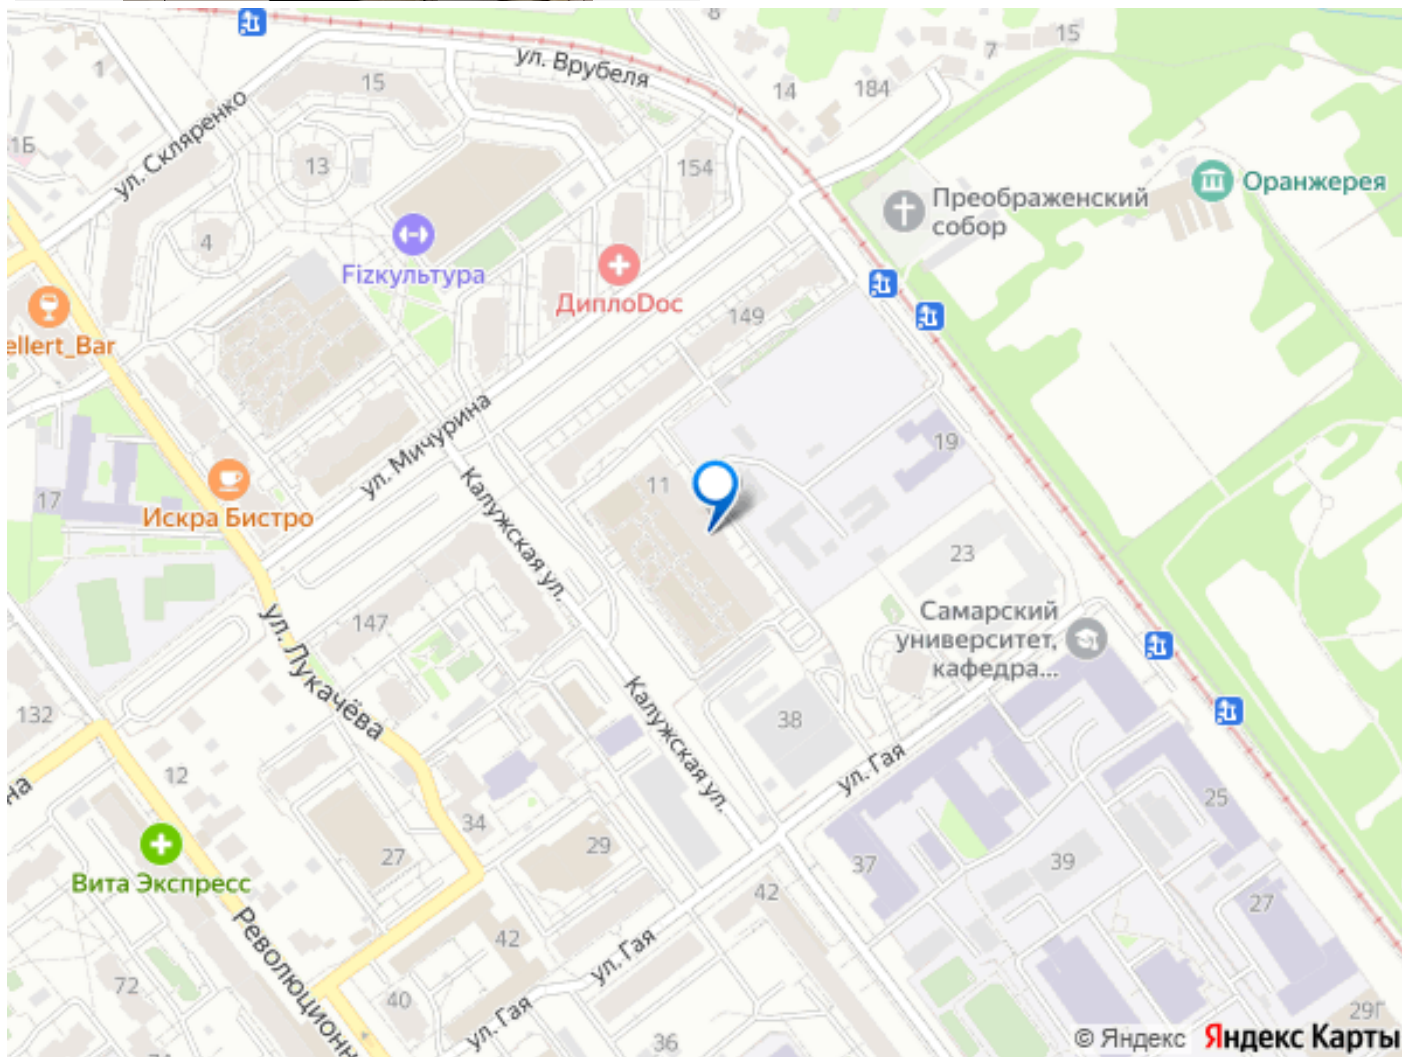 8
15
7
ул. Врубеля
1
15
14
184
1Б
ул. Скляренко
13
154
Оранжерея
Преображенский
собор
4
Fizкультура
ДиплоDoc
149
ellert_Bar
ул. Мичурина
19
17
11
Искра Бистро
Калужская ул.
23
Самарский
университет,
кафедра...
147
ул. Лукачёва
132
Калужская ул.
38
на
12
ул. Гая
25
34
27
29
37
39
Вита Экспресс
42
27
Революционн
42
ул. Гая
72
40
ул. Гая
36
29Г
© Яндекс Яндекс Карты